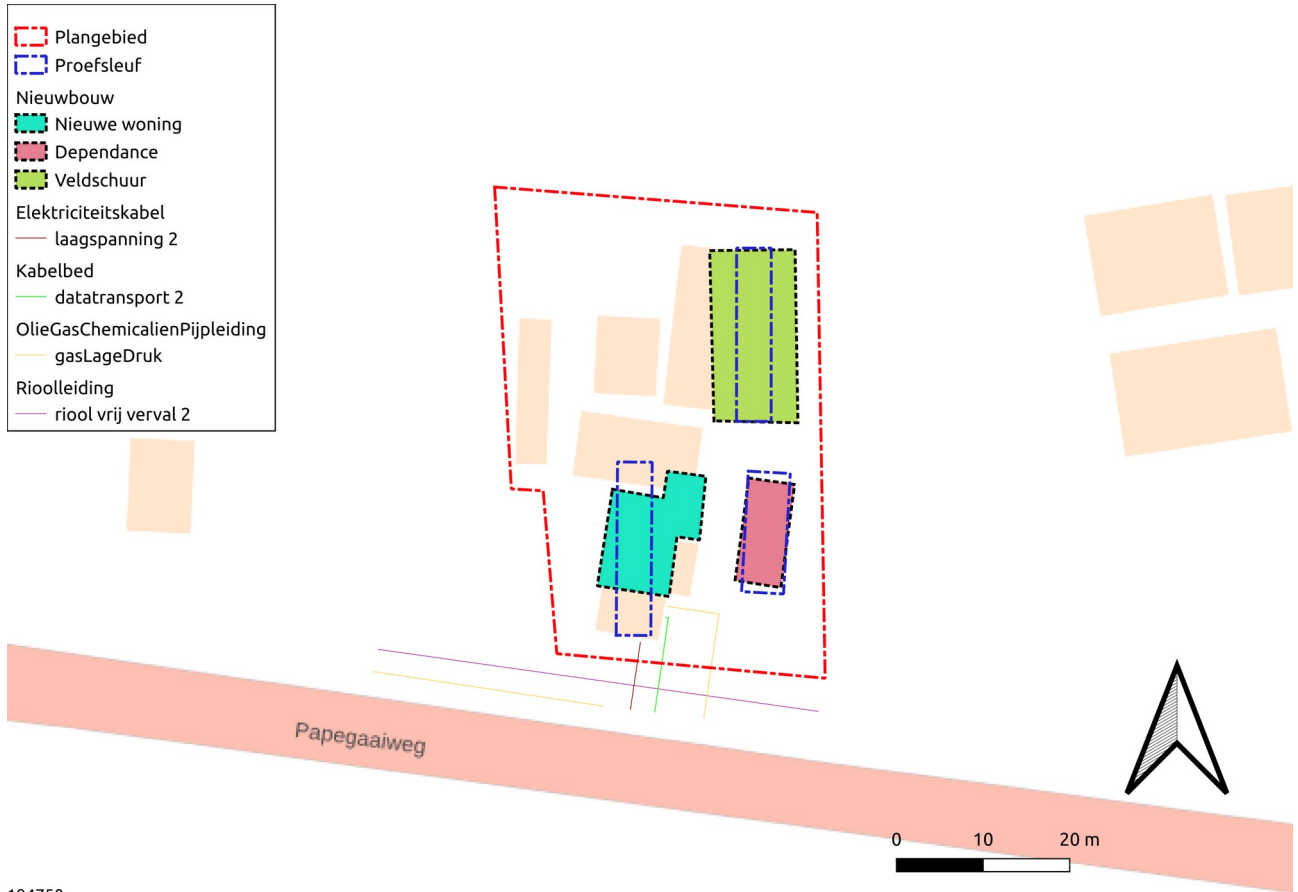 Plangebied
Proefsleuf
Nieuwbouw
Nieuwe woning
Dependance
Veldschuur
Elektriciteitskabel
laagspanning 2
Kabelbed
datatransport 2
OlieGasChemicalienPijpleiding
gasLageDruk
Rioolleiding
riool vrij verval 2
Papegaaiweg
0 10 20 m